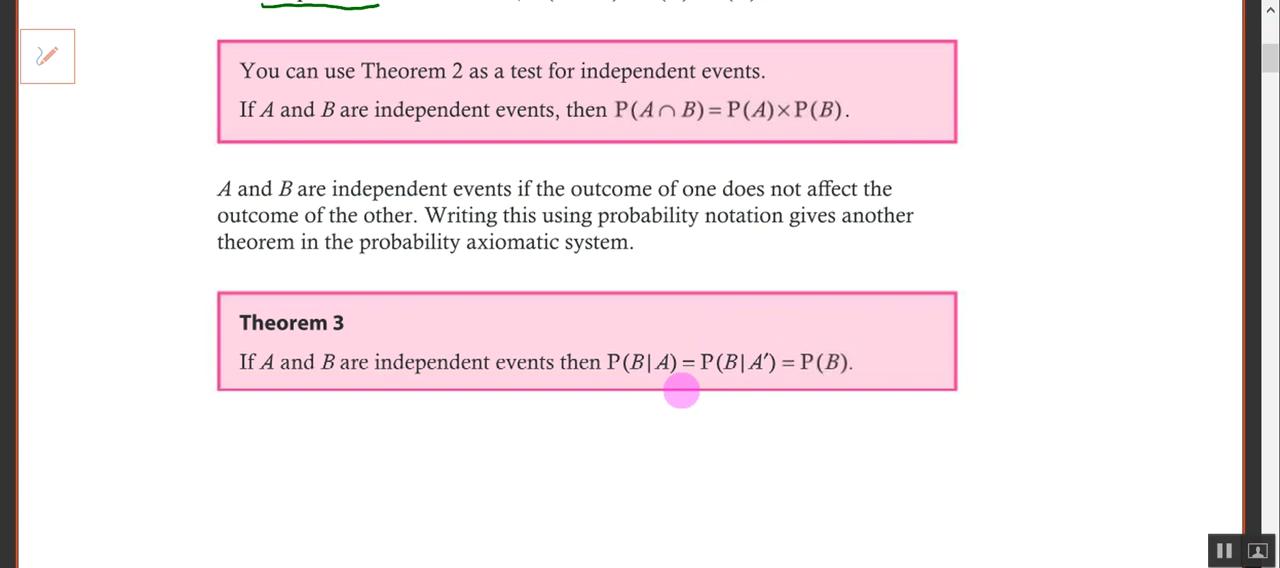 You can use Theorem 2 as a test for independent events.
If A and B are independent events, then P(A∩B)=P(A)×P(B).
A and B are independent events if the outcome of one does not affect the
outcome of the other. Writing this using probability notation gives another
theorem in the probability axiomatic system.
Theorem 3
If A and B are independent events then P(B|A)=P(B|A′)=P(B).